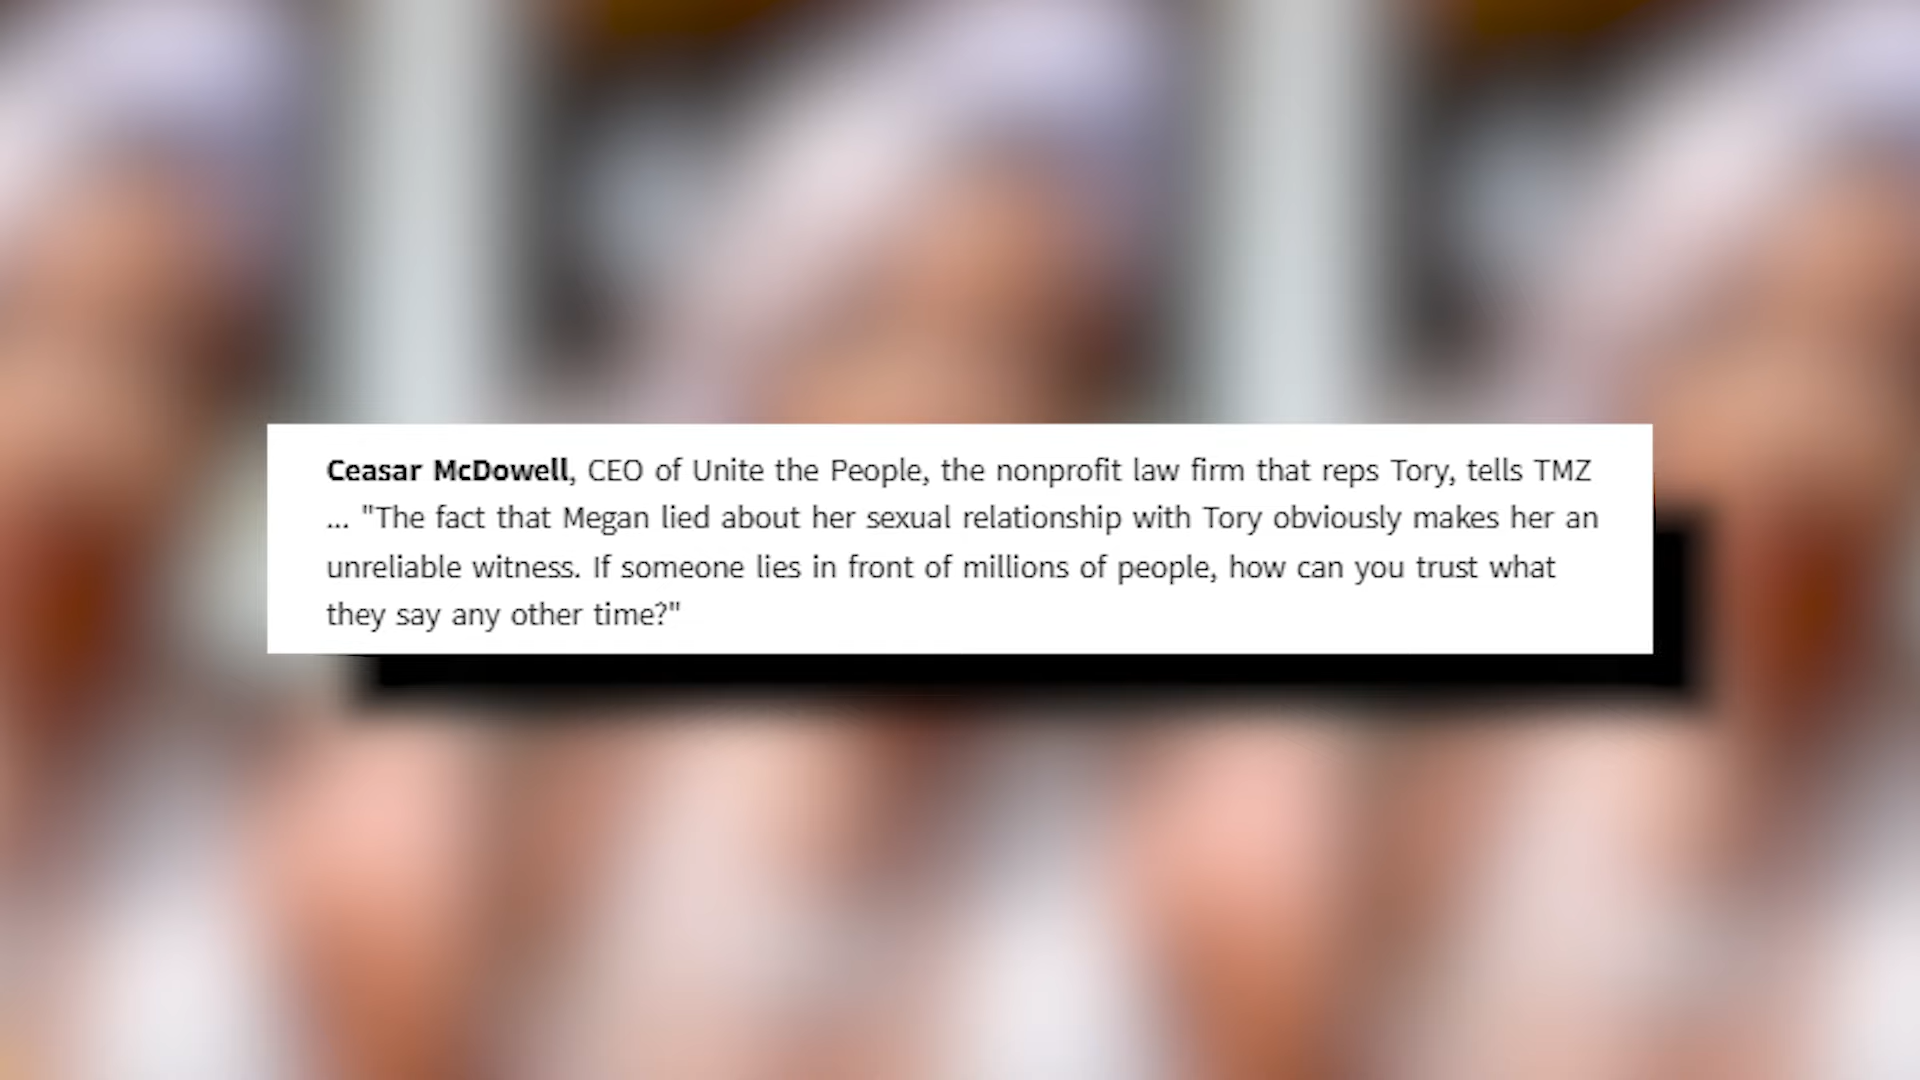 Ceasar McDowell, CEO of Unite the People, the nonprofit law firm that reps Tory, tells TMZ
... "The fact that Megan lied about her sexual relationship with Tory obviously makes her an
unreliable witness. If someone lies in front of millions of people, how can you trust what
they say any other time?"